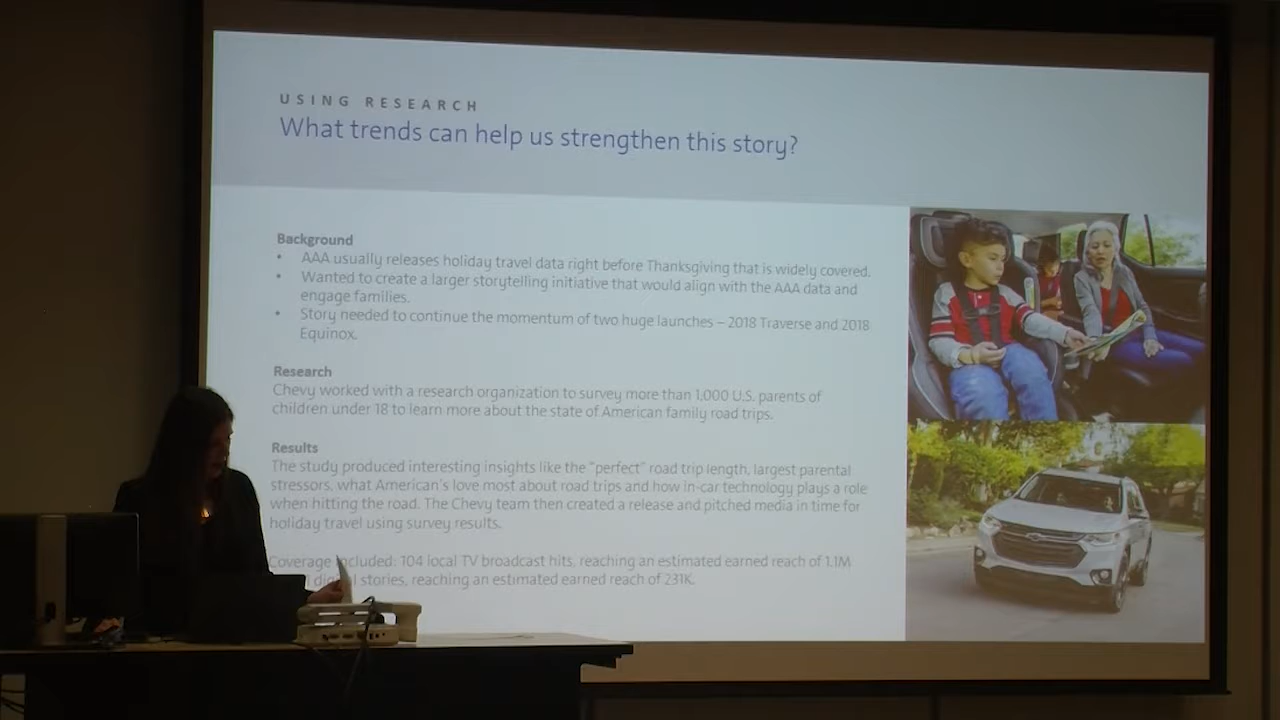 USING RESEARCH
What trends can help us strengthen this story?
Background
• AAA usually releases holiday travel data right before Thanksgiving that is widely covered.
• Wanted to create a larger storytelling initiative that would align with the AAA data and
engage families.
• Story needed to continue the momentum of two huge launches – 2018 Traverse and 2018
Equinox.
Research
Chevy worked with a research organization to survey more than 1,000 U.S. parents of
children under 18 to learn more about the state of American family road trips.
Results
The study produced interesting insights like the "perfect" road trip length, largest parental
stressors, what American's love most about road trips and how in-car technology plays a role
when hitting the road. The Chevy team then created a release and pitched media in time for
holiday travel using survey results.
Coverage included: 104 local TV broadcast hits, reaching an estimated earned reach of 1.1M
stories, reaching an estimated earned reach of 231K.